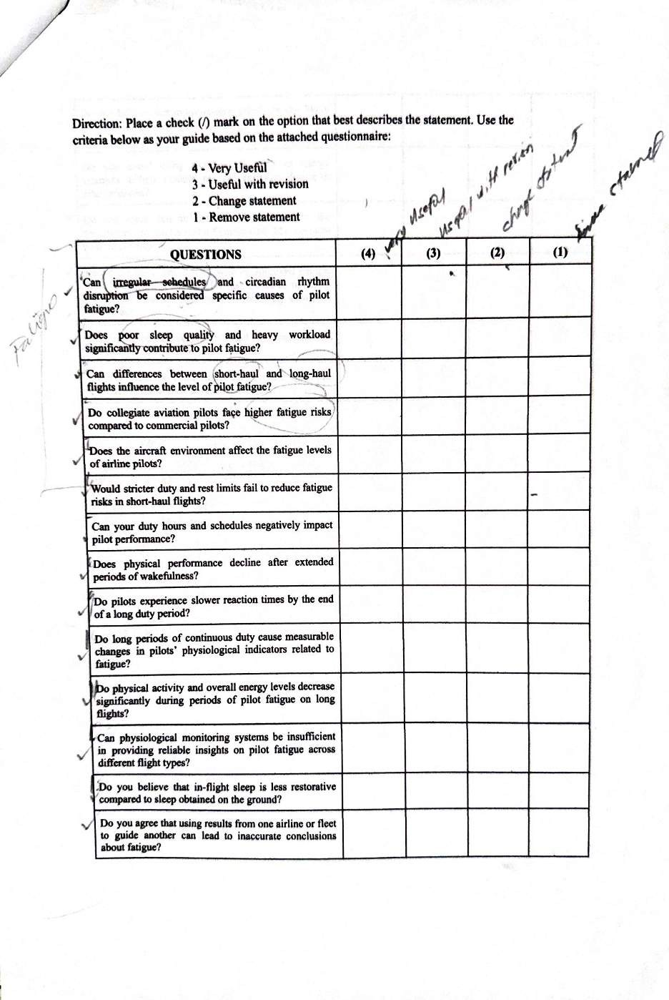 Direction: Place a check (/) mark on the option that best describes the statement. Use the
criteria below as your guide based on the attached questionnaire:
4 - Very Useful
3 - Useful with revision
2 - Change statement
1 - Remove statement
very useful
with
QUESTIONS (4) (3) (2) (1)
Can irregular schedules and circadian rhythm
disruption be considered specific causes of pilot
fatigue?
Does poor sleep quality and heavy workload
significantly contribute to pilot fatigue?
Can differences between short-haul and long-haul
flights influence the level of pilot fatigue?
Do collegiate aviation pilots face higher fatigue risks
compared to commercial pilots?
Does the aircraft environment affect the fatigue levels
of airline pilots?
Would stricter duty and rest limits fail to reduce fatigue
risks in short-haul flights?
Can your duty hours and schedules negatively impact
pilot performance?
Does physical performance decline after extended
periods of wakefulness?
Do pilots experience slower reaction times by the end
of a long duty period?
Do long periods of continuous duty cause measurable
changes in pilots' physiological indicators related to
fatigue?
Do physical activity and overall energy levels decrease
significantly during periods of pilot fatigue on long
flights?
Can physiological monitoring systems be insufficient
in providing reliable insights on pilot fatigue across
different flight types?
Do you believe that in-flight sleep is less restorative
compared to sleep obtained on the ground?
Do you agree that using results from one airline or fleet
to guide another can lead to inaccurate conclusions
about fatigue?